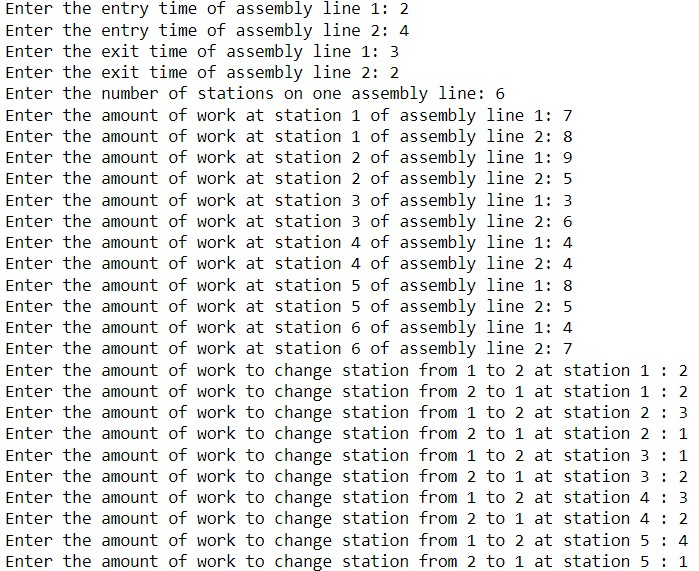 Enter the entry time of assembly line 1: 2
Enter the entry time of assembly line 2: 4
Enter the exit time of assembly line 1: 3
Enter the exit time of assembly line 2: 2
Enter the number of stations on one assembly line: 6
Enter the amount of work at station 1 of assembly line 1: 7
Enter the amount of work at station 1 of assembly line 2: 8
Enter the amount of work at station 2 of assembly line 1: 9
Enter the amount of work at station 2 of assembly line 2: 5
Enter the amount of work at station 3 of assembly line 1: 3
Enter the amount of work at station 3 of assembly line 2: 6
Enter the amount of work at station 4 of assembly line 1: 4
Enter the amount of work at station 4 of assembly line 2: 4
Enter the amount of work at station 5 of assembly line 1: 8
Enter the amount of work at station 5 of assembly line 2: 5
Enter the amount of work at station 6 of assembly line 1: 4
Enter the amount of work at station 6 of assembly line 2: 7
Enter the amount of work to change station from 1 to 2 at station 1 : 2
Enter the amount of work to change station from 2 to 1 at station 1 : 2
Enter the amount of work to change station from 1 to 2 at station 2 : 3
Enter the amount of work to change station from 2 to 1 at station 2 : 1
Enter the amount of work to change station from 1 to 2 at station 3 : 1
Enter the amount of work to change station from 2 to 1 at station 3 : 2
Enter the amount of work to change station from 1 to 2 at station 4 : 3
Enter the amount of work to change station from 2 to 1 at station 4 : 2
Enter the amount of work to change station from 1 to 2 at station 5 : 4
Enter the amount of work to change station from 2 to 1 at station 5 : 1